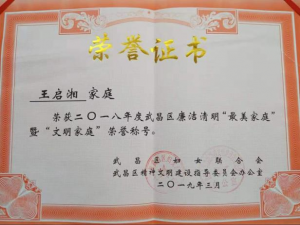 荣誉证书
王启湘 家庭
荣获二〇一八年度武昌区廉洁清明“最美家庭”
暨“文明家庭”荣誉称号。
武昌区妇女联合会
武昌区精神文明建设指导委员会办公室
二〇一九年三月